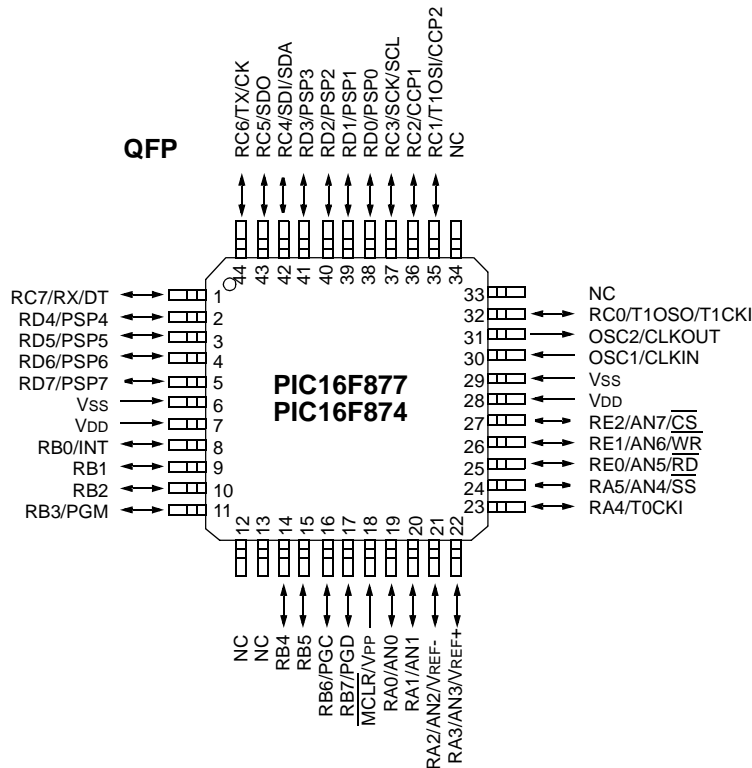 QFP
RC6/TX/CK
RC5/SDO
RC4/SDI/SDA
RD3/PSP3
RD2/PSP2
RD1/PSP1
RD0/PSP0
RC3/SCK/SCL
RC2/CCP1
RC1/T1OSI/CCP2
NC
44
43
42
41
40
39
38
37
36
35
34
RC7/RX/DT 1
RD4/PSP4 2
RD5/PSP5 3
RD6/PSP6 4
RD7/PSP7 5
VSS 6
VDD 7
RB0/INT 8
RB1 9
RB2 10
RB3/PGM 11
PIC16F877
PIC16F874
33 NC
32 RC0/T1OSO/T1CKI
31 OSC2/CLKOUT
30 OSC1/CLKIN
29 VSS
28 VDD
27 RE2/AN7/CS
26 RE1/AN6/WR
25 RE0/AN5/RD
24 RA5/AN4/SS
23 RA4/T0CKI
12
13
14
15
16
17
18
19
20
21
22
NC
NC
RB4
RB5
RB6/PGC
RB7/PGD
MCLR/VPP
RA0/AN0
RA1/AN1
RA2/AN2/VREF-
RA3/AN3/VREF+